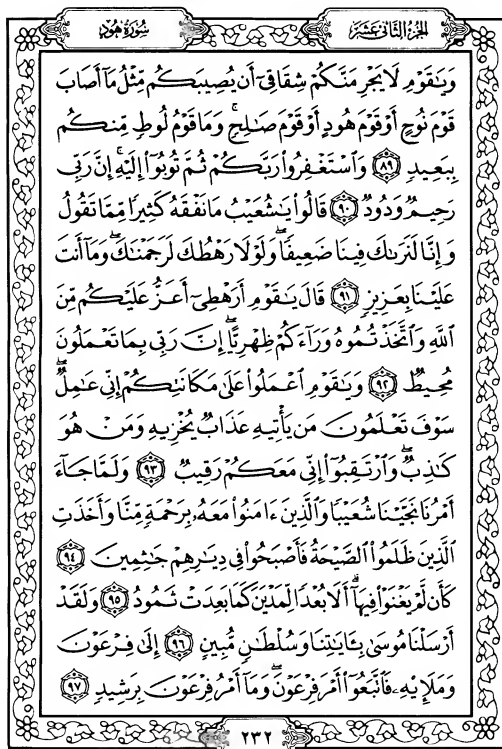 الجزء الثاني عشر
سورة هود
وَيَٰقَوْمِ لَا يَجْرِمَنَّكُمْ شِقَاقِىٓ أَن يُصِيبَكُم مِّثْلُ مَآ أَصَابَ
قَوْمَ نُوحٍ أَوْ قَوْمَ هُودٍ أَوْ قَوْمَ صَٰلِحٍۚ وَمَا قَوْمُ لُوطٍ مِّنكُم
بِبَعِيدٍ ٨٩ وَٱسْتَغْفِرُوا۟ رَبَّكُمْ ثُمَّ تُوبُوٓا۟ إِلَيْهِۚ إِنَّ رَبِّى
رَحِيمٌ وَدُودٌ ٩٠ قَالُوا۟ يَٰشُعَيْبُ مَا نَفْقَهُ كَثِيرًا مِّمَّا تَقُولُ
وَإِنَّا لَنَرَىٰكَ فِينَا ضَعِيفًاۖ وَلَوْلَا رَهْطُكَ لَرَجَمْنَٰكَۖ وَمَآ أَنتَ
عَلَيْنَا بِعَزِيزٍ ٩١ قَالَ يَٰقَوْمِ أَرَهْطِىٓ أَعَزُّ عَلَيْكُم مِّنَ
ٱللَّهِ وَٱتَّخَذْتُمُوهُ وَرَآءَكُمْ ظِهْرِيًّاۖ إِنَّ رَبِّى بِمَا تَعْمَلُونَ
مُحِيطٌ ٩٢ وَيَٰقَوْمِ ٱعْمَلُوا۟ عَلَىٰ مَكَانَتِكُمْ إِنِّى عَٰمِلٌۖ
سَوْفَ تَعْلَمُونَ مَن يَأْتِيهِ عَذَابٌ يُخْزِيهِ وَمَنْ هُوَ
كَٰذِبٌۖ وَٱرْتَقِبُوٓا۟ إِنِّى مَعَكُمْ رَقِيبٌ ٩٣ وَلَمَّا جَآءَ
أَمْرُنَا نَجَّيْنَا شُعَيْبًا وَٱلَّذِينَ ءَامَنُوا۟ مَعَهُۥ بِرَحْمَةٍ مِّنَّا وَأَخَذَتِ
ٱلَّذِينَ ظَلَمُوا۟ ٱلصَّيْحَةُ فَأَصْبَحُوا۟ فِى دِيَٰرِهِمْ جَٰثِمِينَ ٩٤
كَأَن لَّمْ يَغْنَوْا۟ فِيهَآۗ أَلَا بُعْدًا لِّمَدْيَنَ كَمَا بَعِدَتْ ثَمُودُ ٩٥ وَلَقَدْ
أَرْسَلْنَا مُوسَىٰ بِـَٔايَٰتِنَا وَسُلْطَٰنٍ مُّبِينٍ ٩٦ إِلَىٰ فِرْعَوْنَ
وَمَلَإِي۟هِۦ فَٱتَّبَعُوٓا۟ أَمْرَ فِرْعَوْنَۖ وَمَآ أَمْرُ فِرْعَوْنَ بِرَشِيدٍ ٩٧
٢٣٢